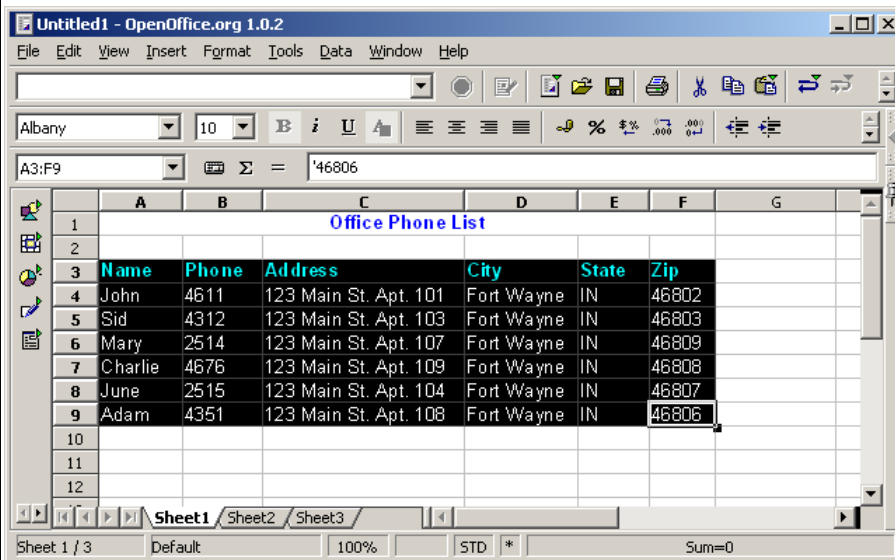 Untitled1 - OpenOffice.org 1.0.2
File Edit View Insert Format Tools Data Window Help
Albany 10 B i U A
A3:F9 Σ = '46806
A B C D E F G
1 Office Phone List
2
3 Name Phone Address City State Zip
4 John 4611 123 Main St. Apt. 101 Fort Wayne IN 46802
5 Sid 4312 123 Main St. Apt. 103 Fort Wayne IN 46803
6 Mary 2514 123 Main St. Apt. 107 Fort Wayne IN 46809
7 Charlie 4676 123 Main St. Apt. 109 Fort Wayne IN 46808
8 June 2515 123 Main St. Apt. 104 Fort Wayne IN 46807
9 Adam 4351 123 Main St. Apt. 108 Fort Wayne IN 46806
10
11
12
Sheet1 Sheet2 Sheet3
Sheet 1 / 3 Default 100% STD * Sum=0